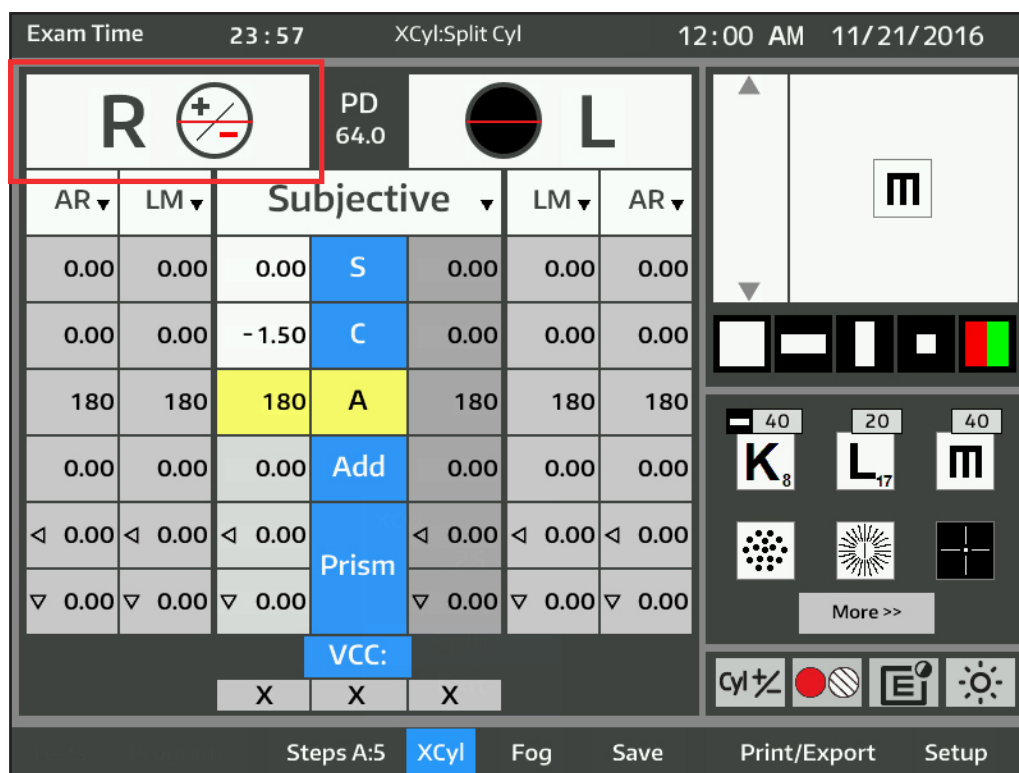 Exam Time 23:57 XCyl:Split Cyl 12:00 AM 11/21/2016
R +/- PD 64.0 L
AR LM Subjective LM AR
0.00 0.00 0.00 S 0.00 0.00 0.00
0.00 0.00 -1.50 C 0.00 0.00 0.00
180 180 180 A 180 180 180
0.00 0.00 0.00 Add 0.00 0.00 0.00
0.00 0.00 0.00 Prism 0.00 0.00 0.00
0.00 0.00 0.00 0.00 0.00 0.00
VCC:
X X X
m
40 20 40
K8 L17 m
More >>
Cyl +/- E
Steps A:5 XCyl Fog Save Print/Export Setup